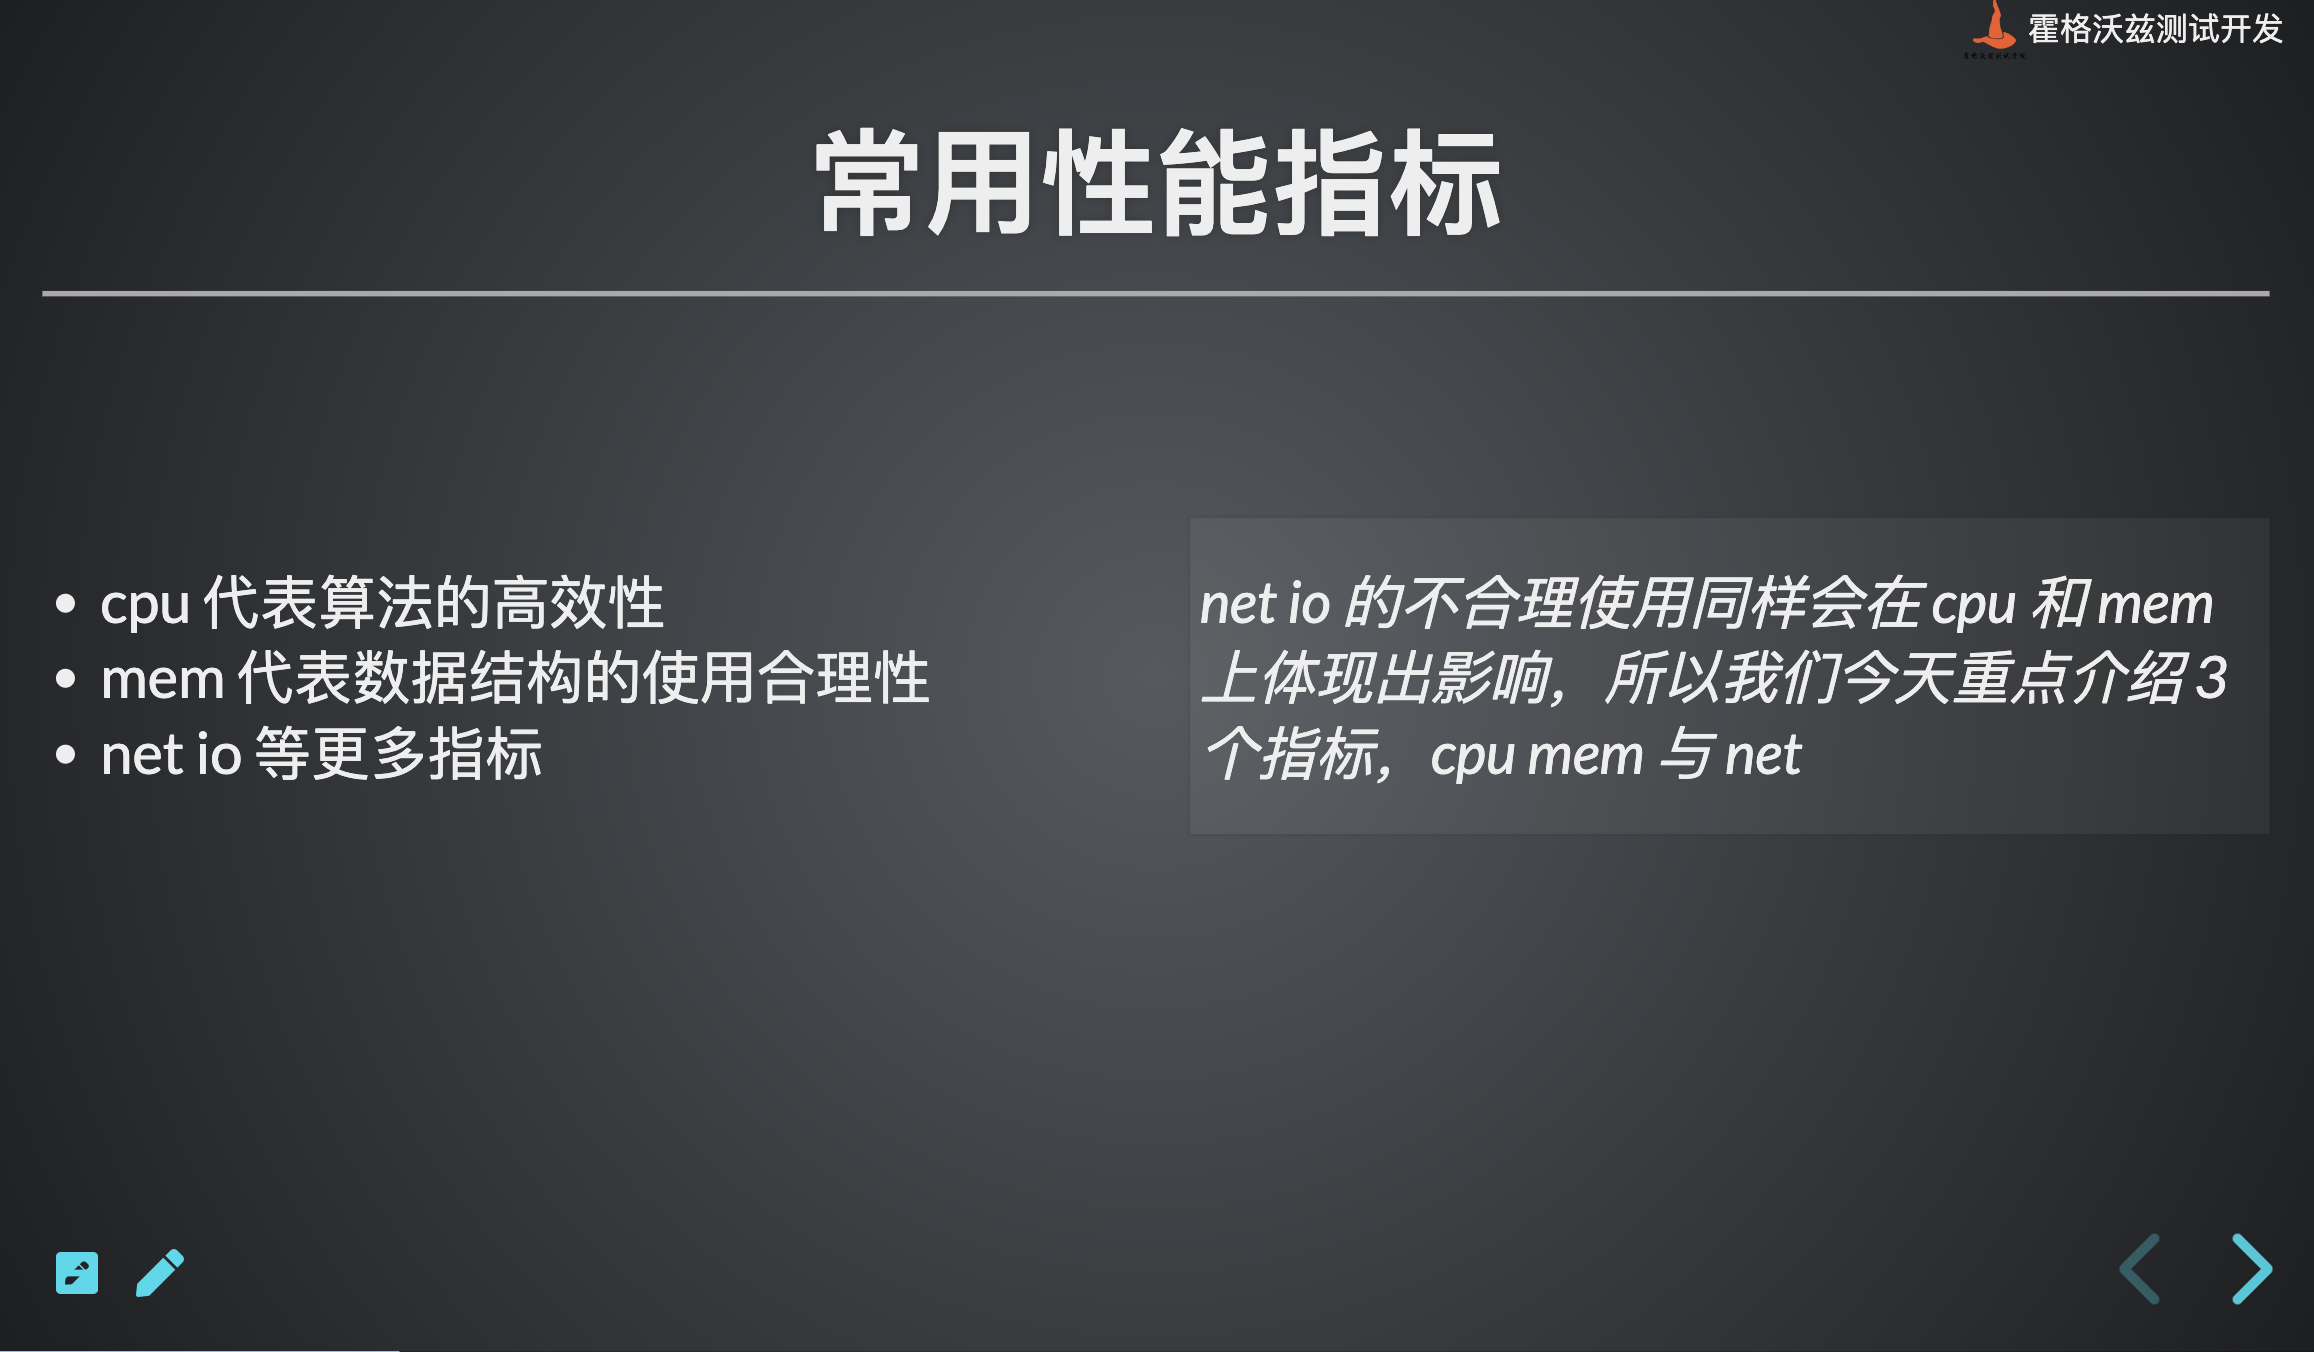 霍格沃兹测试开发
常用性能指标
cpu 代表算法的高效性
mem 代表数据结构的使用合理性
net io 等更多指标
net io 的不合理使用同样会在 cpu 和 mem
上体现出影响，所以我们今天重点介绍 3
个指标，cpu mem 与 net